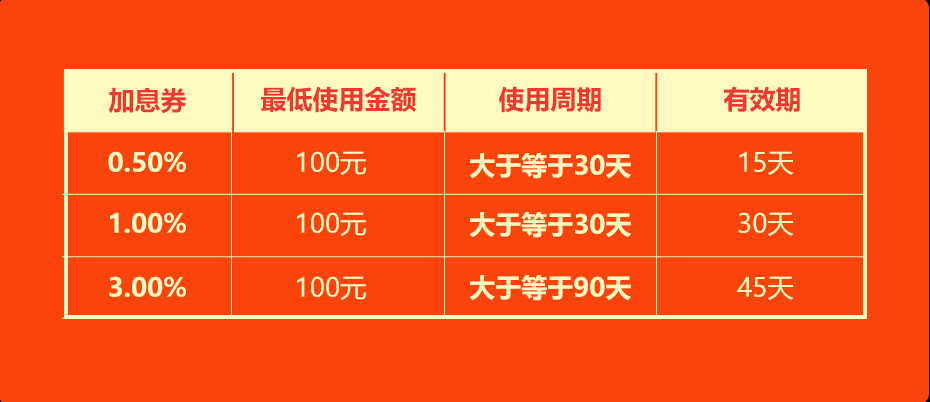 加息券 最低使用金额 使用周期 有效期
0.50% 100元 大于等于30天 15天
1.00% 100元 大于等于30天 30天
3.00% 100元 大于等于90天 45天